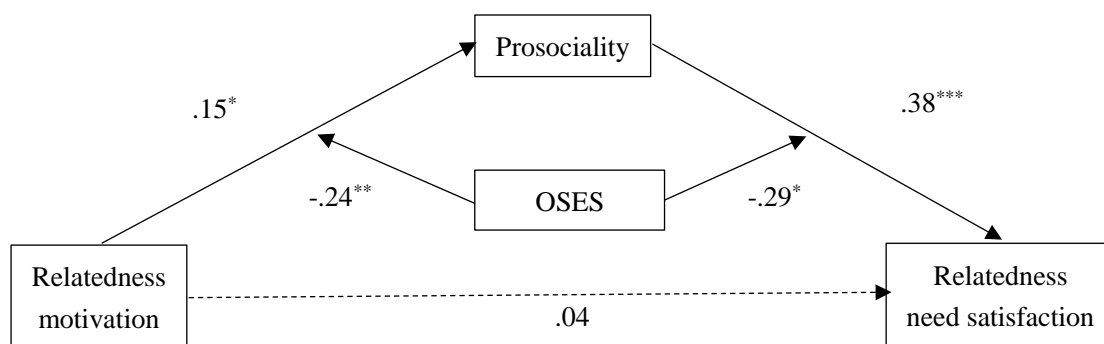 Prosociality
.15*
.38***
-.24**
OSES
-.29*
Relatedness
motivation
.04
Relatedness
need satisfaction